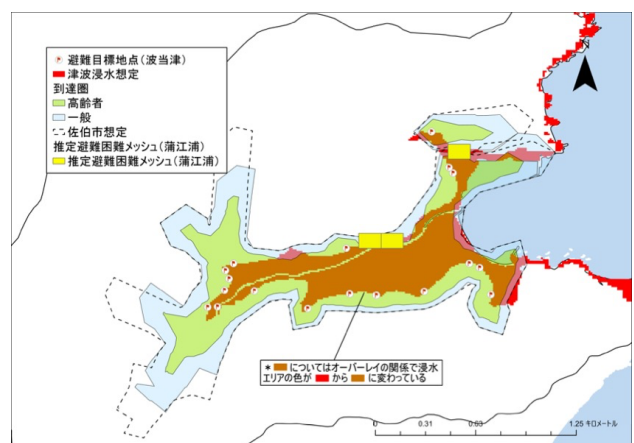 避難目標地点(波当津)
津波浸水想定
到達圏
高齢者
一般
佐伯市想定
推定避難困難メッシュ(蒲江浦)
推定避難困難メッシュ(蒲江浦)
N
* についてはオーバーレイの関係で浸水
エリアの色が から に変わっている
0 0.31 0.63 1.25 キロメートル